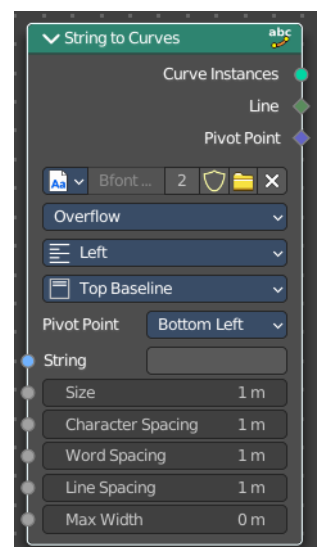 String to Curves abc
Curve Instances
Line
Pivot Point
Aa Bfont ... 2
Overflow
Left
Top Baseline
Pivot Point Bottom Left
String
Size 1 m
Character Spacing 1 m
Word Spacing 1 m
Line Spacing 1 m
Max Width 0 m